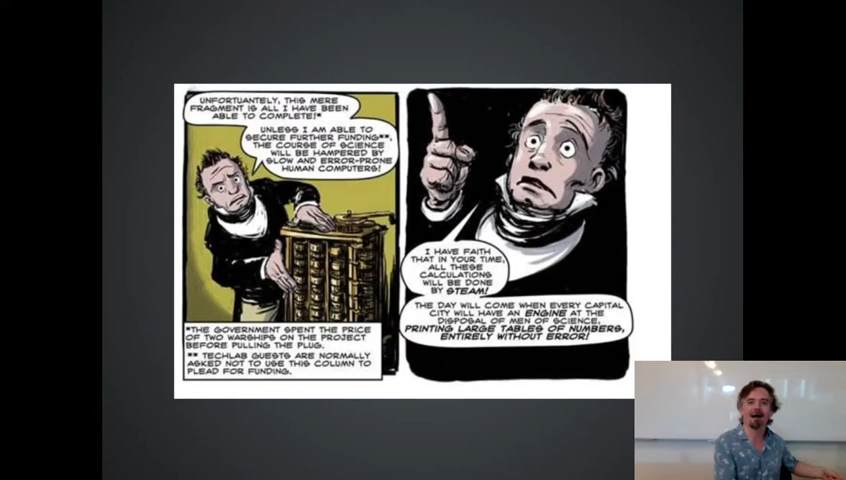 UNFORTUANTELY, THIS MERE
FRAGMENT IS ALL I HAVE BEEN
ABLE TO COMPLETE!*
UNLESS I AM ABLE TO
SECURE FURTHER FUNDING**,
THE COURSE OF SCIENCE
WILL BE HAMPERED BY
SLOW AND ERROR-PRONE
HUMAN COMPUTERS!
*THE GOVERNMENT SPENT THE PRICE
OF TWO WARSHIPS ON THE PROJECT
BEFORE PULLING THE PLUG.
** TECHLAB GUESTS ARE NORMALLY
ASKED NOT TO USE THIS COLUMN TO
PLEAD FOR FUNDING.
I HAVE FAITH
THAT IN YOUR TIME,
ALL THESE
CALCULATIONS
WILL BE DONE
BY STEAM!
THE DAY WILL COME WHEN EVERY CAPITAL
CITY WILL HAVE AN ENGINE AT THE
DISPOSAL OF MEN OF SCIENCE,
PRINTING LARGE TABLES OF NUMBERS,
ENTIRELY WITHOUT ERROR!